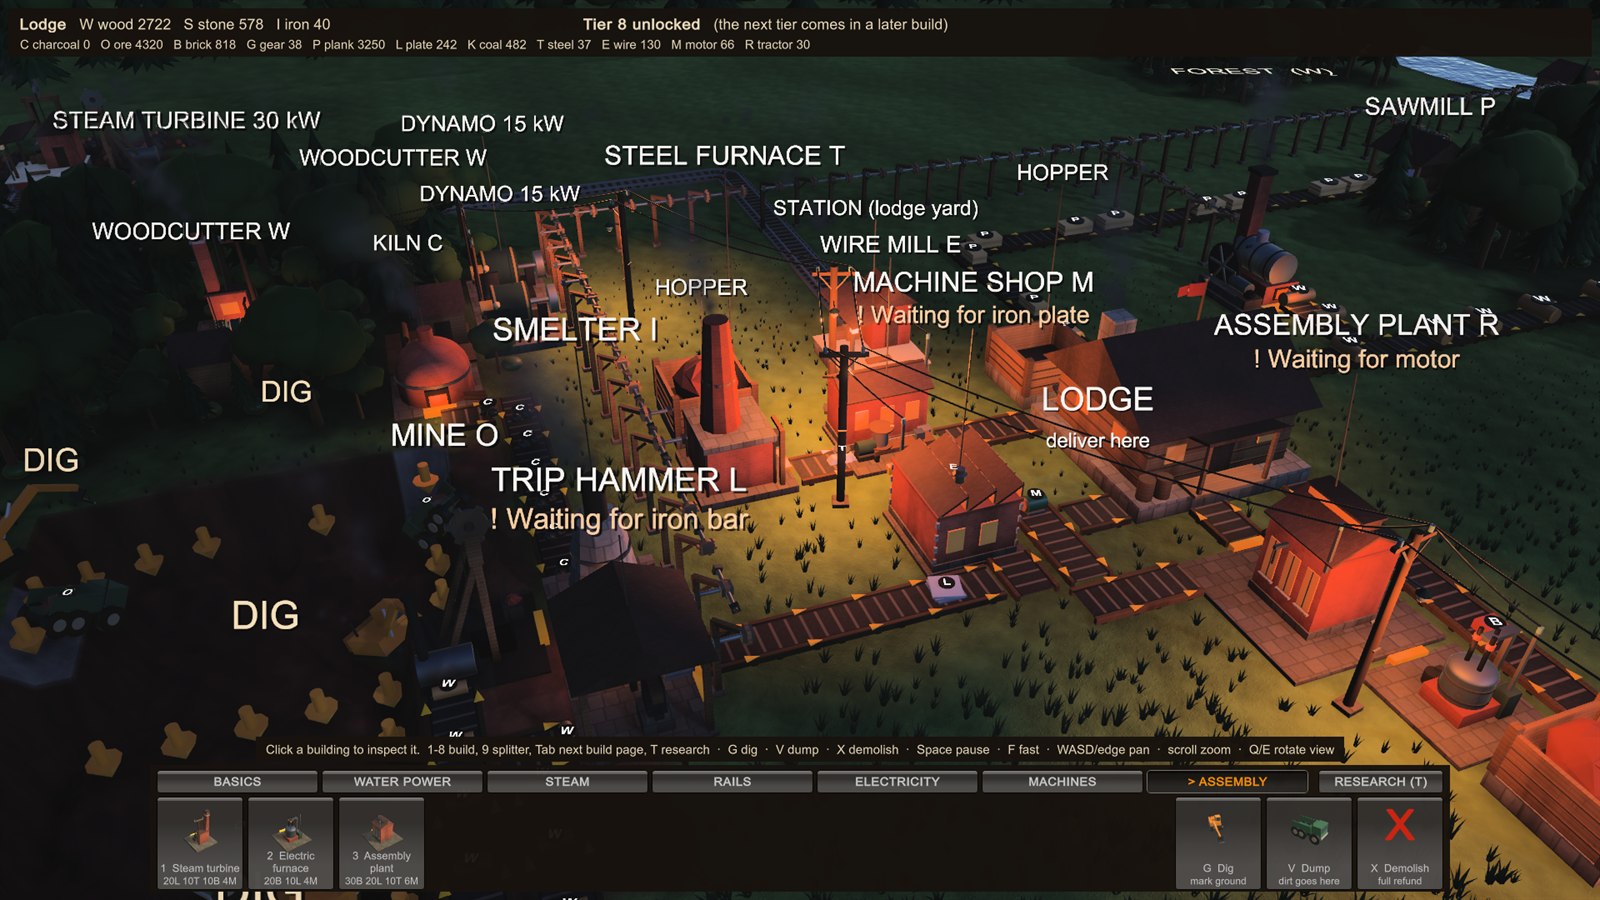 Lodge W wood 2722 S stone 578 I iron 40
Tier 8 unlocked (the next tier comes in a later build)
C charcoal 0 O ore 4320 B brick 818 G gear 38 P plank 3250 L plate 242 K coal 482 T steel 37 E wire 130 M motor 66 R tractor 30
FOREST (W)
SAWMILL P
STEAM TURBINE 30 kW
DYNAMO 15 kW
WOODCUTTER W
STEEL FURNACE T
HOPPER
DYNAMO 15 kW
STATION (lodge yard)
WOODCUTTER W
KILN C
WIRE MILL E
HOPPER
MACHINE SHOP M
! Waiting for iron plate
SMELTER I
ASSEMBLY PLANT R
! Waiting for motor
DIG
LODGE
deliver here
MINE O
DIG
TRIP HAMMER L
! Waiting for iron bar
DIG
Click a building to inspect it. 1-8 build, 9 splitter, Tab next build page, T research · G dig · V dump · X demolish · Space pause · F fast · WASD/edge pan · scroll zoom · Q/E rotate view
BASICS
WATER POWER
STEAM
RAILS
ELECTRICITY
MACHINES
> ASSEMBLY
RESEARCH (T)
1 Steam turbine
20L 10T 10B 4M
2 Electric furnace
20B 10L 4M
3 Assembly plant
30B 20L 10T 6M
G Dig
mark ground
V Dump
dirt goes here
X Demolish
full refund
DIG